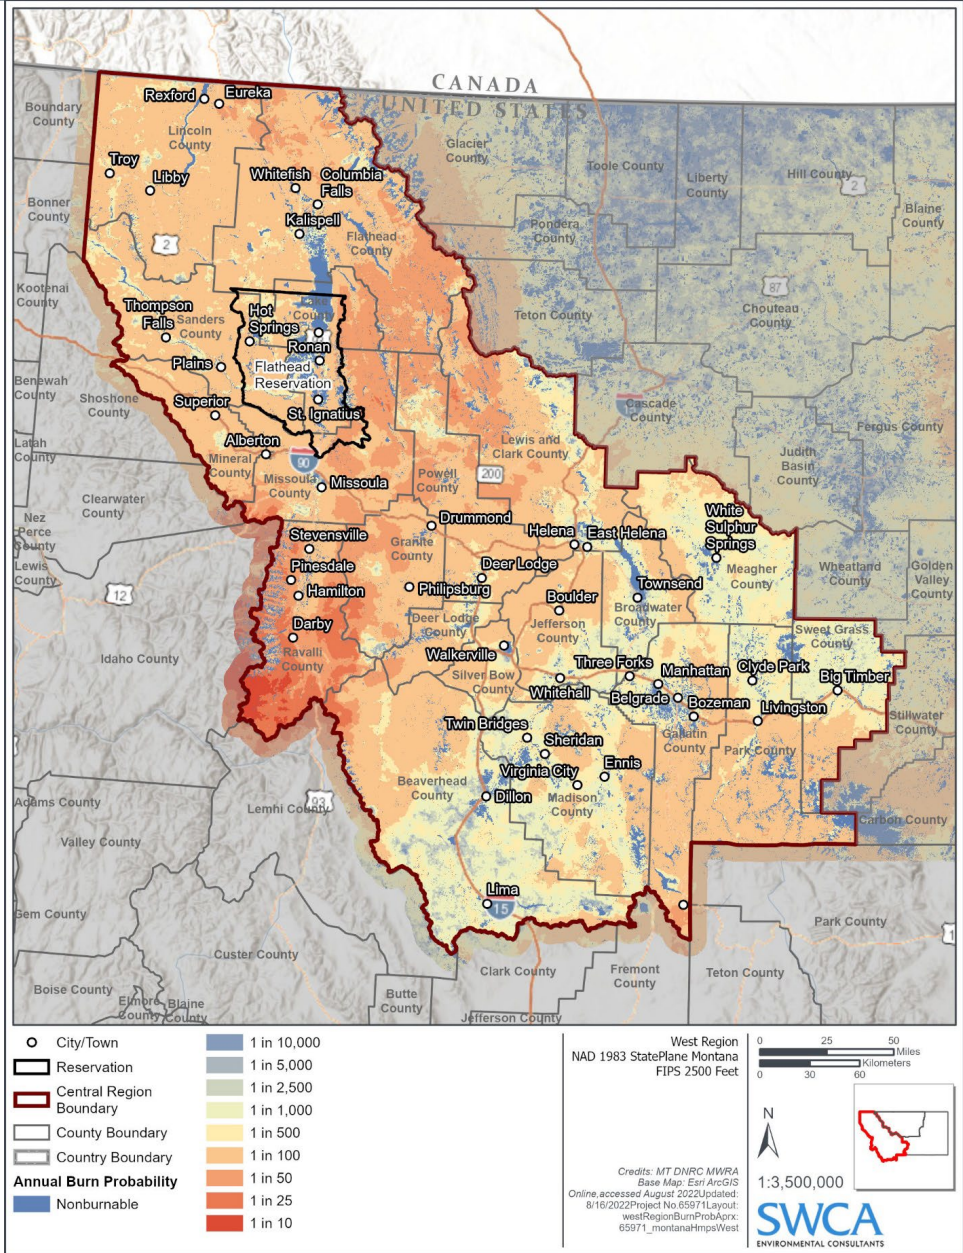 CANADA
UNITED STATES
Boundary
County
Rexford
Eureka
Lincoln
County
Glacier
County
Toole County
Liberty
County
Hill County
2
Blaine
County
Troy
Libby
Whitefish
Columbia
Falls
Kalispell
Bonner
County
2
Flathead
County
Pondera
County
Kootenai
County
87
Chouteau
County
Teton County
Thompson
Falls
Sanders
County
Hot
Springs
Lake
County
Ronan
Plains
Flathead
Reservation
Benewah
County
Shoshone
County
Superior
St. Ignatius
Cascade
County
Fergus County
Latah
County
Alberton
Mineral
County
90
Missoula
County
Missoula
Powell
County
200
Lewis and
Clark County
Judith
Basin
County
Clearwater
County
Nez
Perce
County
Lewis
County
Stevensville
Drummond
Granite
County
Helena
East Helena
White
Sulphur
Springs
Meagher
County
Wheatland
County
Golden
Valley
County
12
Pinesdale
Hamilton
Philipsburg
Deer Lodge
Boulder
Townsend
Broadwater
County
Darby
Ravalli
County
Deer Lodge
County
Jefferson
County
Sweet Grass
County
Idaho County
Walkerville
Silver Bow
County
Three Forks
Manhattan
Clyde Park
Big Timber
Whitehall
Belgrade
Bozeman
Livingston
Stillwater
County
Twin Bridges
Sheridan
Gallatin
County
Park County
Virginia City
Ennis
Beaverhead
County
Dillon
Madison
County
Adams County
Lemhi County
93
Carbon County
Valley County
Lima
15
Gem County
Park County
Custer County
Clark County
Fremont
County
Teton County
Boise County
Elmore
County
Blaine
County
Butte
County
Jefferson County
City/Town
Reservation
Central Region
Boundary
County Boundary
Country Boundary
Annual Burn Probability
Nonburnable
1 in 10,000
1 in 5,000
1 in 2,500
1 in 1,000
1 in 500
1 in 100
1 in 50
1 in 25
1 in 10
West Region
NAD 1983 StatePlane Montana
FIPS 2500 Feet
Credits: MT DNRC MWRA
Base Map: Esri ArcGIS
Online,accessed August 2022Updated:
8/16/2022Project No.65971Layout:
westRegionBurnProbAprx:
65971_montanaHmpsWest
0 25 50
Miles
Kilometers
0 30 60
N
1:3,500,000
SWCA
ENVIRONMENTAL CONSULTANTS